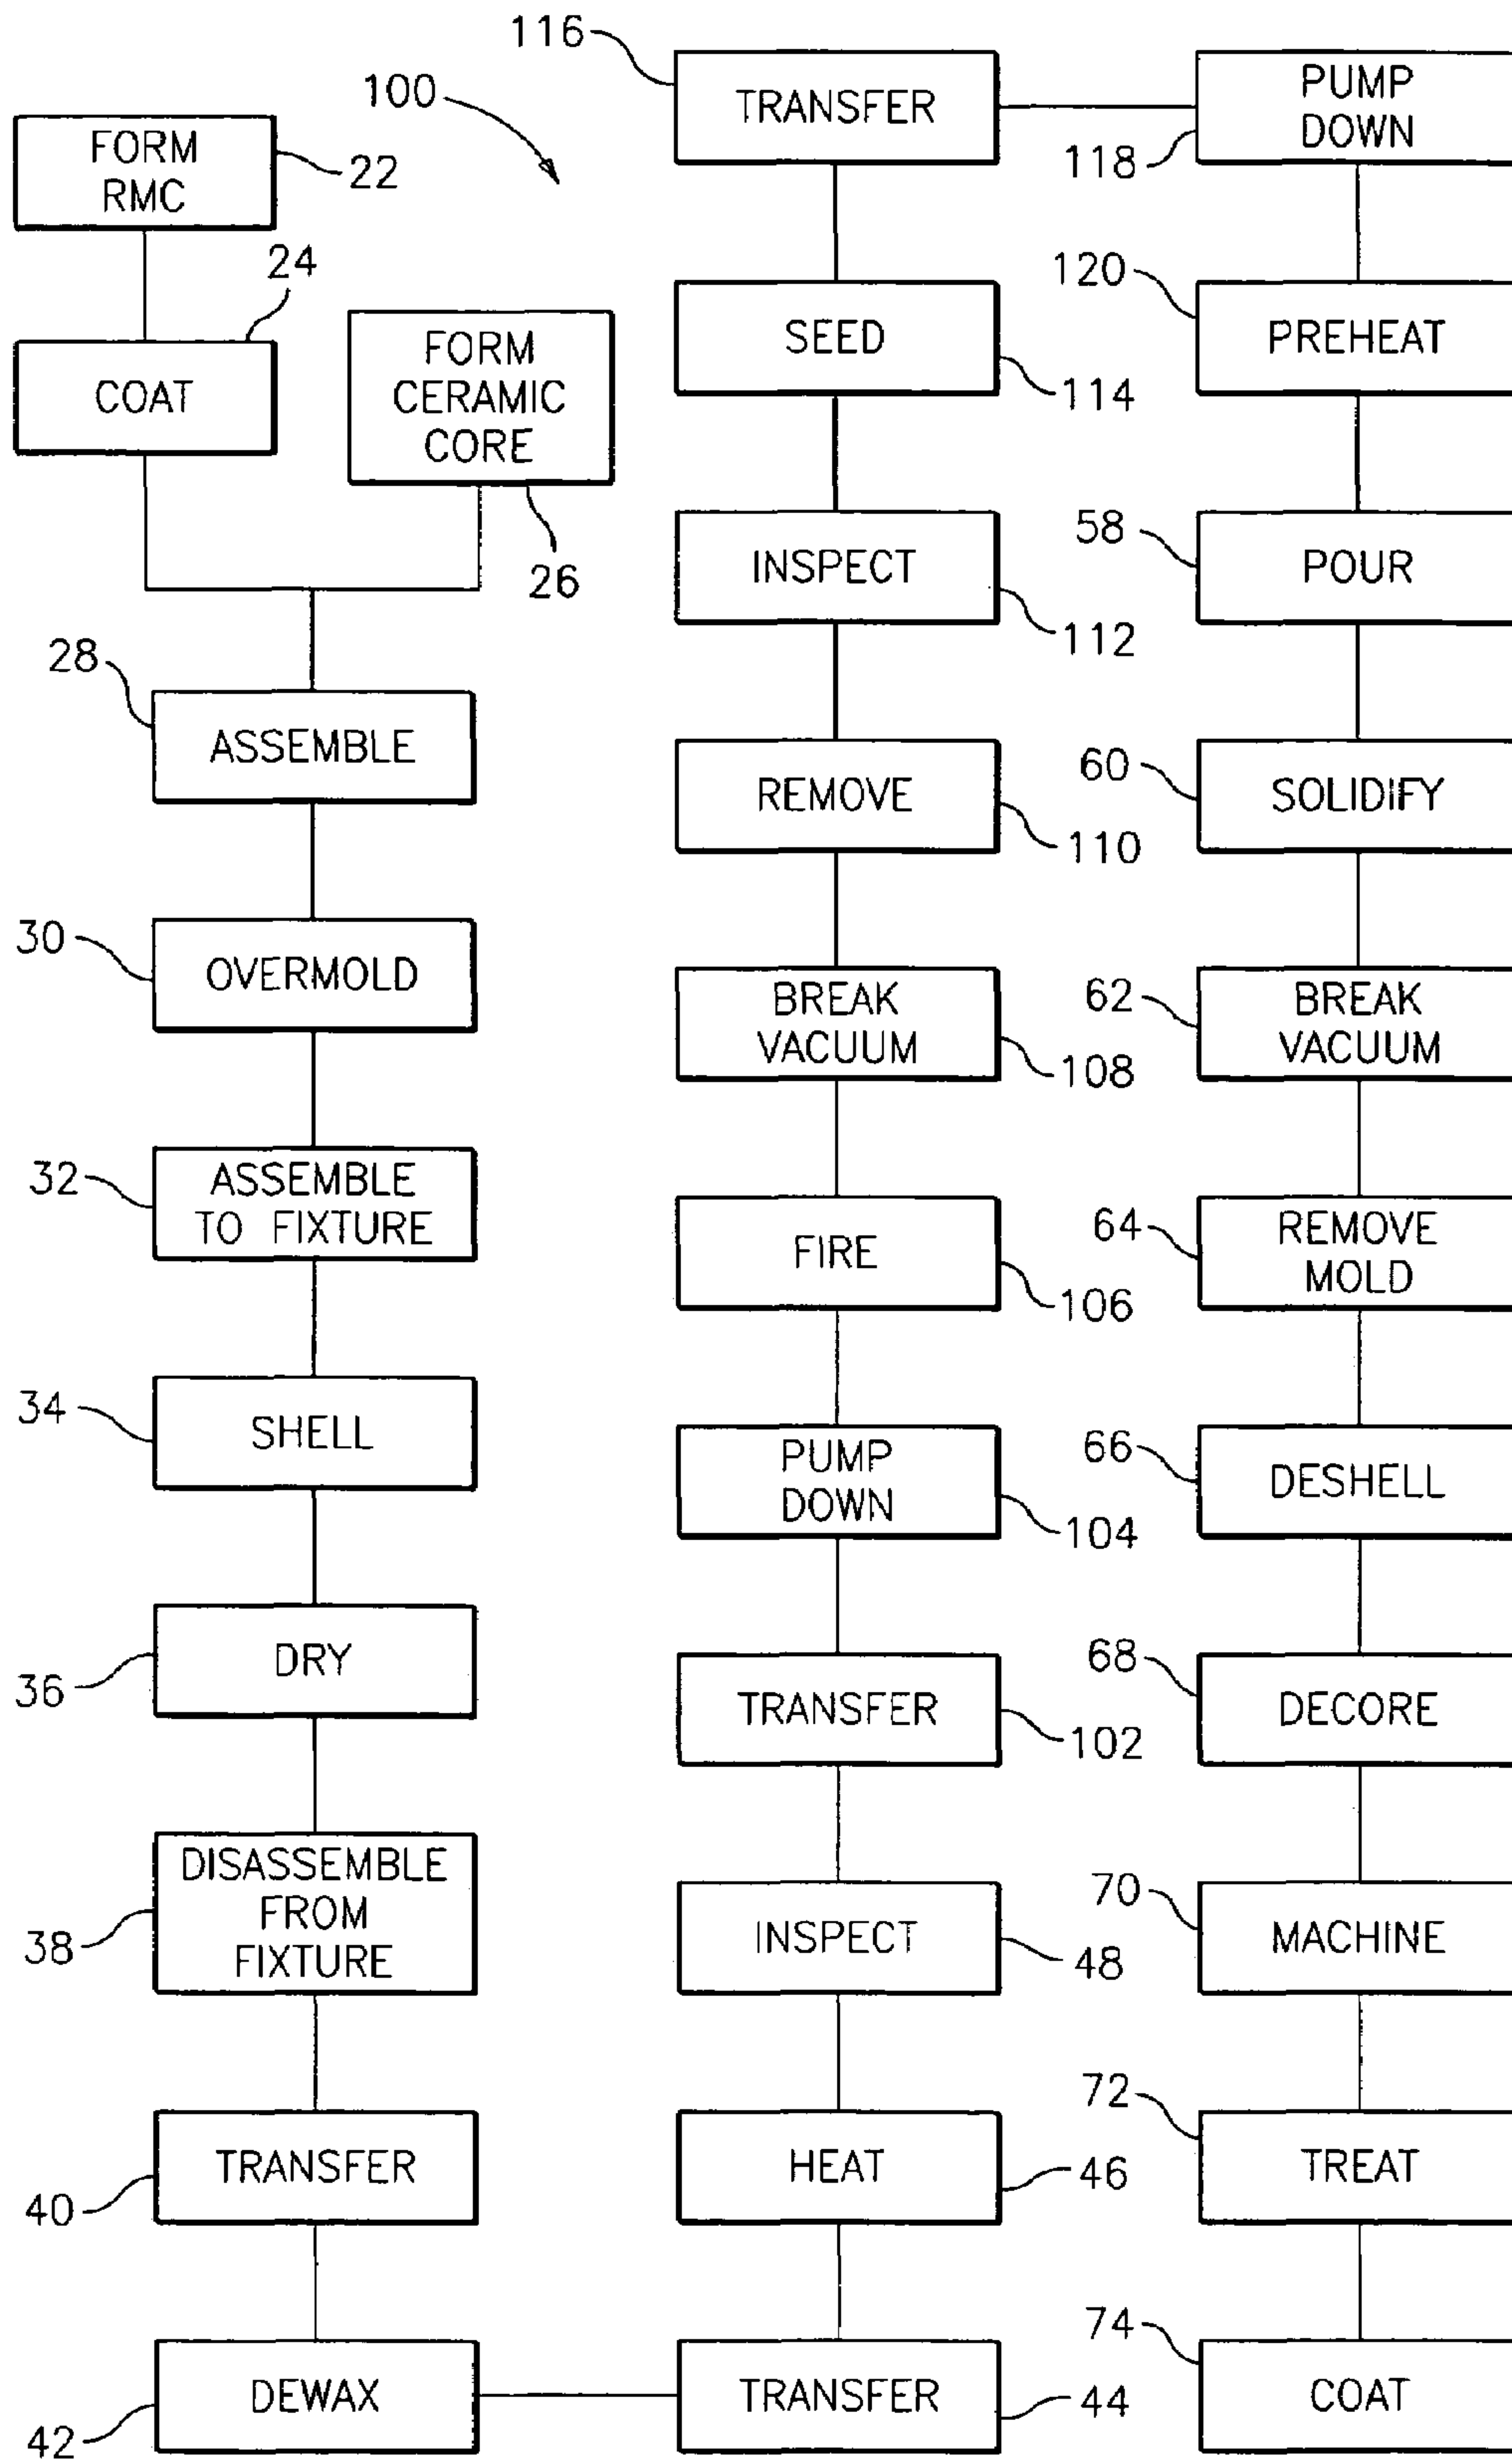 100
FORM
RMC
22
24
COAT
FORM
CERAMIC
CORE
26
28
ASSEMBLE
30
OVERMOLD
32
ASSEMBLE
TO FIXTURE
34
SHELL
36
DRY
38
DISASSEMBLE
FROM
FIXTURE
40
TRANSFER
42
DEWAX
TRANSFER
44
HEAT
46
INSPECT
48
TRANSFER
102
PUMP
DOWN
104
FIRE
106
BREAK
VACUUM
108
REMOVE
110
INSPECT
112
SEED
114
116
TRANSFER
PUMP
DOWN
118
120
PREHEAT
58
POUR
60
SOLIDIFY
62
BREAK
VACUUM
64
REMOVE
MOLD
66
DESHELL
68
DECORE
70
MACHINE
72
TREAT
74
COAT